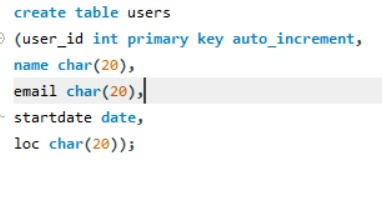 create table users
(user_id int primary key auto_increment,
name char(20),
email char(20),
startdate date,
loc char(20));